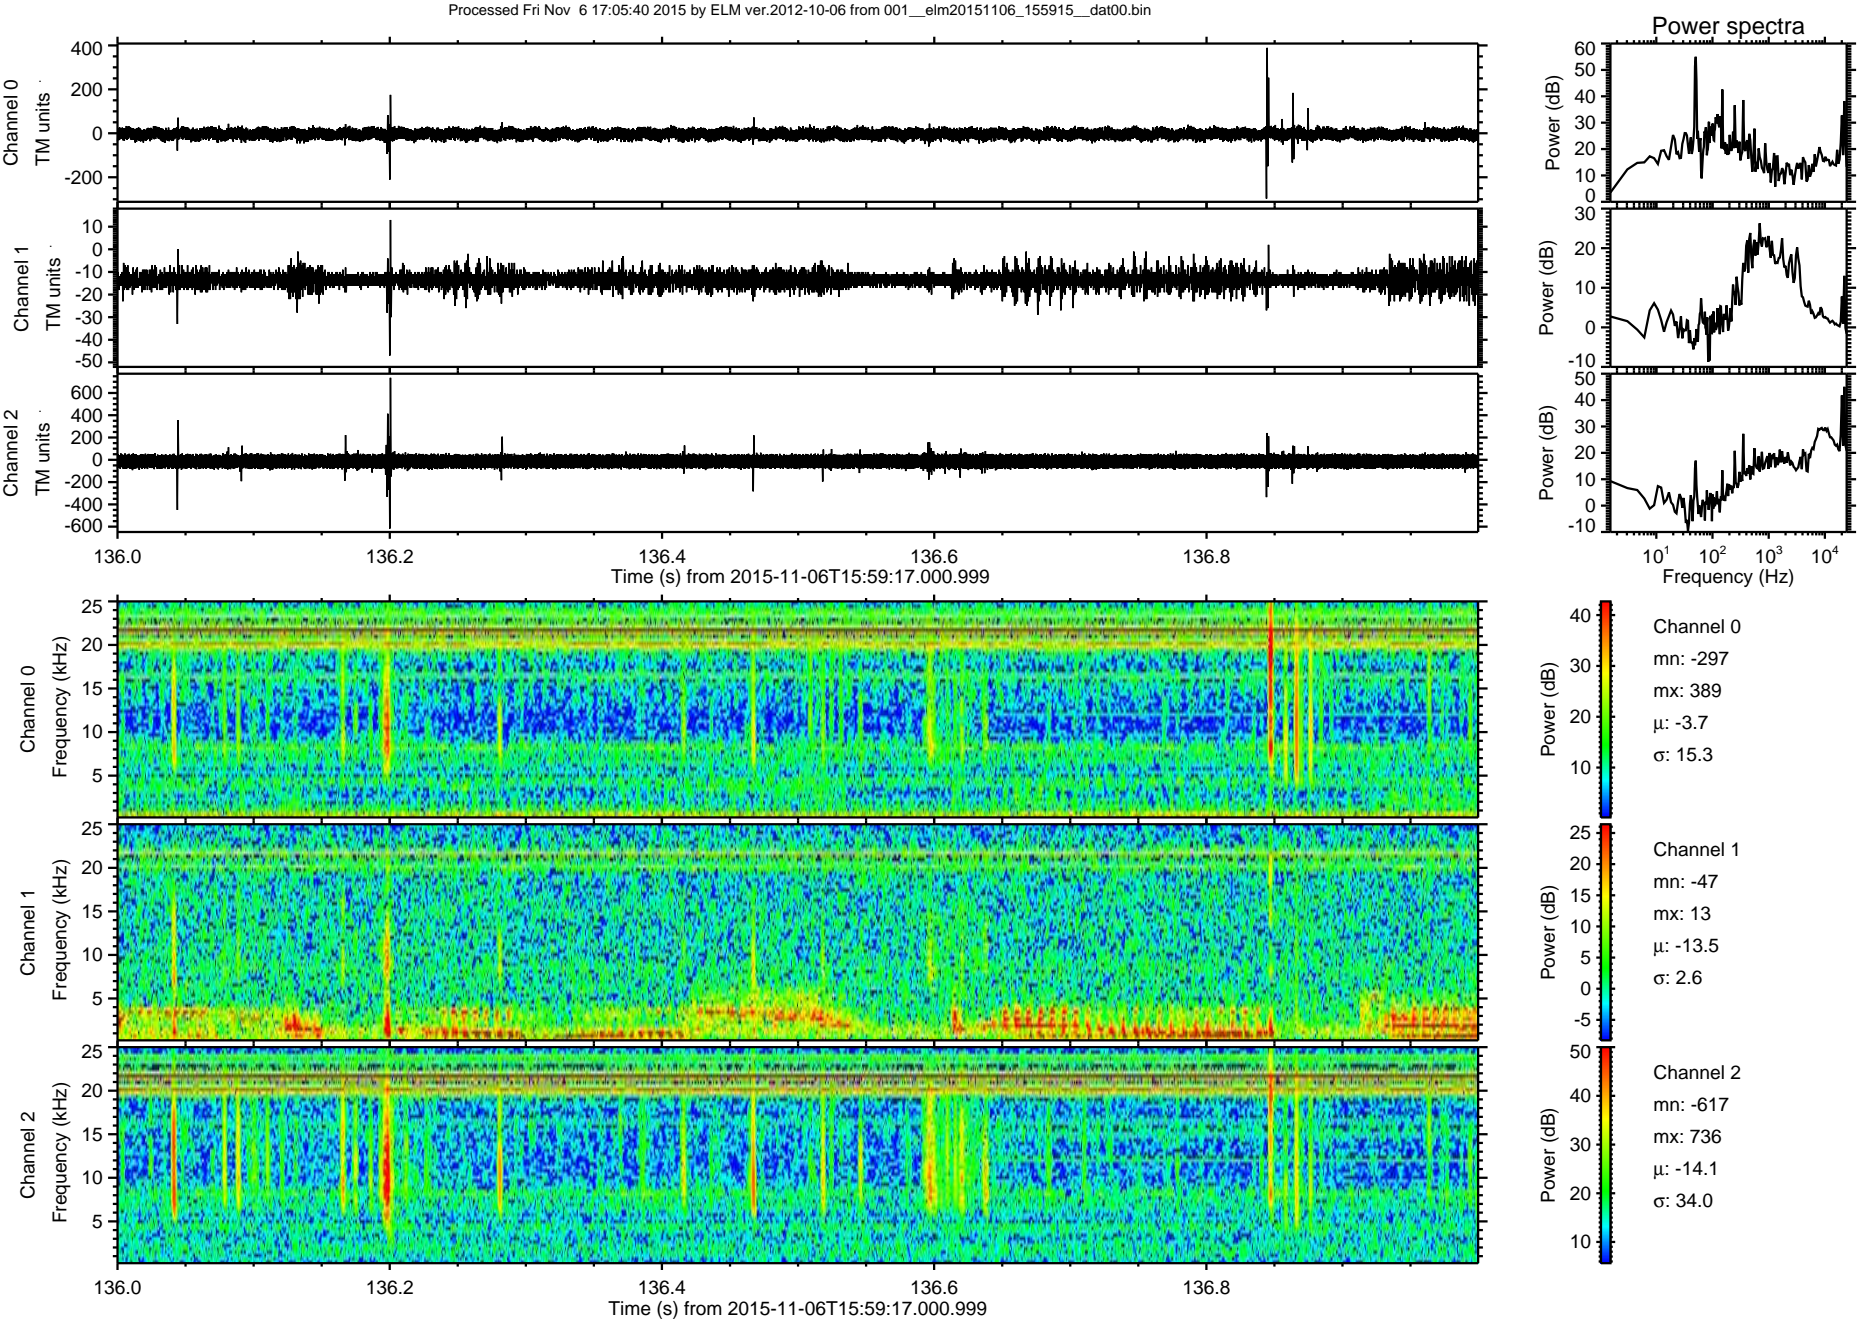 Processed Fri Nov  6 17:05:40 2015 by ELM ver.2012-10-06 from 001__elm20151106_155915__dat00.bin
Power spectra
Channel 0
TM units
400
200
0
-200
Power (dB)
60
50
40
30
20
10
0
Channel 1
TM units
10
0
-10
-20
-30
-40
-50
Power (dB)
30
20
10
0
-10
Channel 2
TM units
600
400
200
0
-200
-400
-600
Power (dB)
50
40
30
20
10
0
-10
136.0 136.2 136.4 136.6 136.8
Time (s) from 2015-11-06T15:59:17.000.999
10¹ 10² 10³ 10⁴
Frequency (Hz)
Channel 0
Frequency (kHz)
25
20
15
10
5
Power (dB)
40
30
20
10
Channel 0
mn: -297
mx: 389
μ: -3.7
σ: 15.3
Channel 1
Frequency (kHz)
25
20
15
10
5
Power (dB)
25
20
15
10
5
0
-5
Channel 1
mn: -47
mx: 13
μ: -13.5
σ: 2.6
Channel 2
Frequency (kHz)
25
20
15
10
5
Power (dB)
50
40
30
20
10
Channel 2
mn: -617
mx: 736
μ: -14.1
σ: 34.0
136.0 136.2 136.4 136.6 136.8
Time (s) from 2015-11-06T15:59:17.000.999